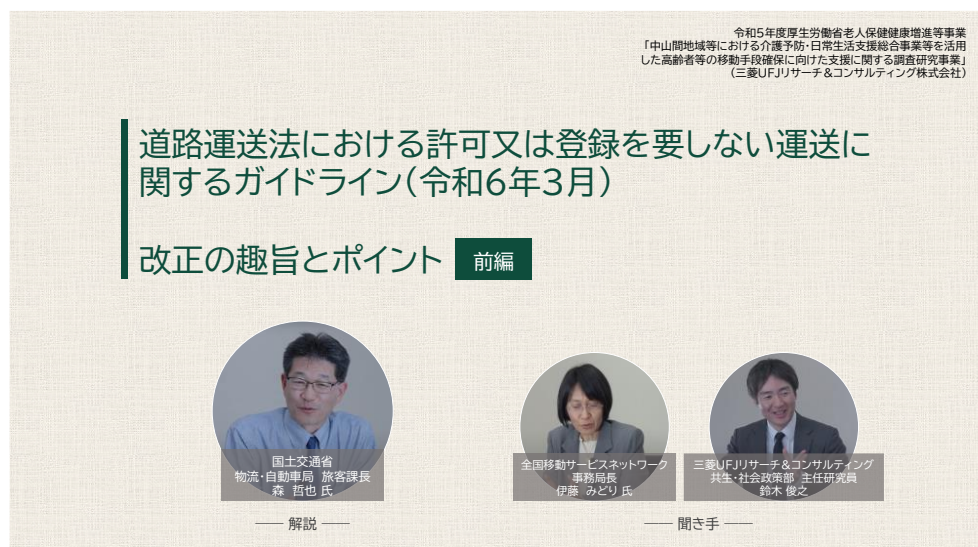 令和5年度厚生労働省老人保健健康増進等事業
「中山間地域等における介護予防・日常生活支援総合事業等を活用
した高齢者等の移動手段確保に向けた支援に関する調査研究事業」
（三菱UFJリサーチ＆コンサルティング株式会社）
道路運送法における許可又は登録を要しない運送に
関するガイドライン（令和6年3月）
改正の趣旨とポイント 前編
国土交通省
物流・自動車局 旅客課長
森 哲也 氏
解説
全国移動サービスネットワーク
事務局長
伊藤 みどり 氏
三菱UFJリサーチ＆コンサルティング
共生・社会政策部 主任研究員
鈴木 俊之
聞き手